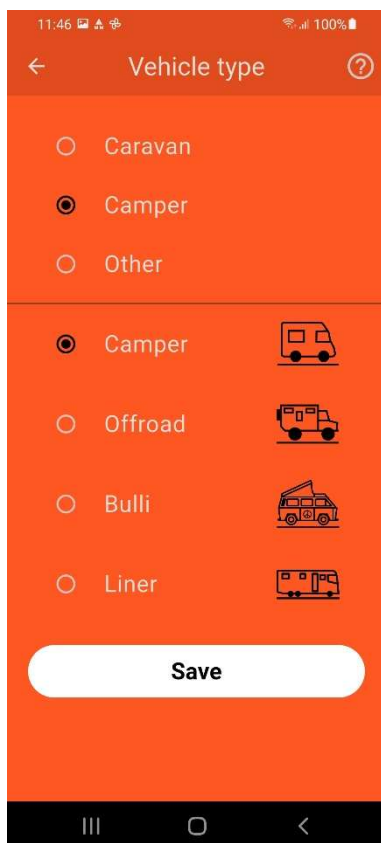 11:46 100%
Vehicle type
Caravan
Camper
Other
Camper
Offroad
Bulli
Liner
Save